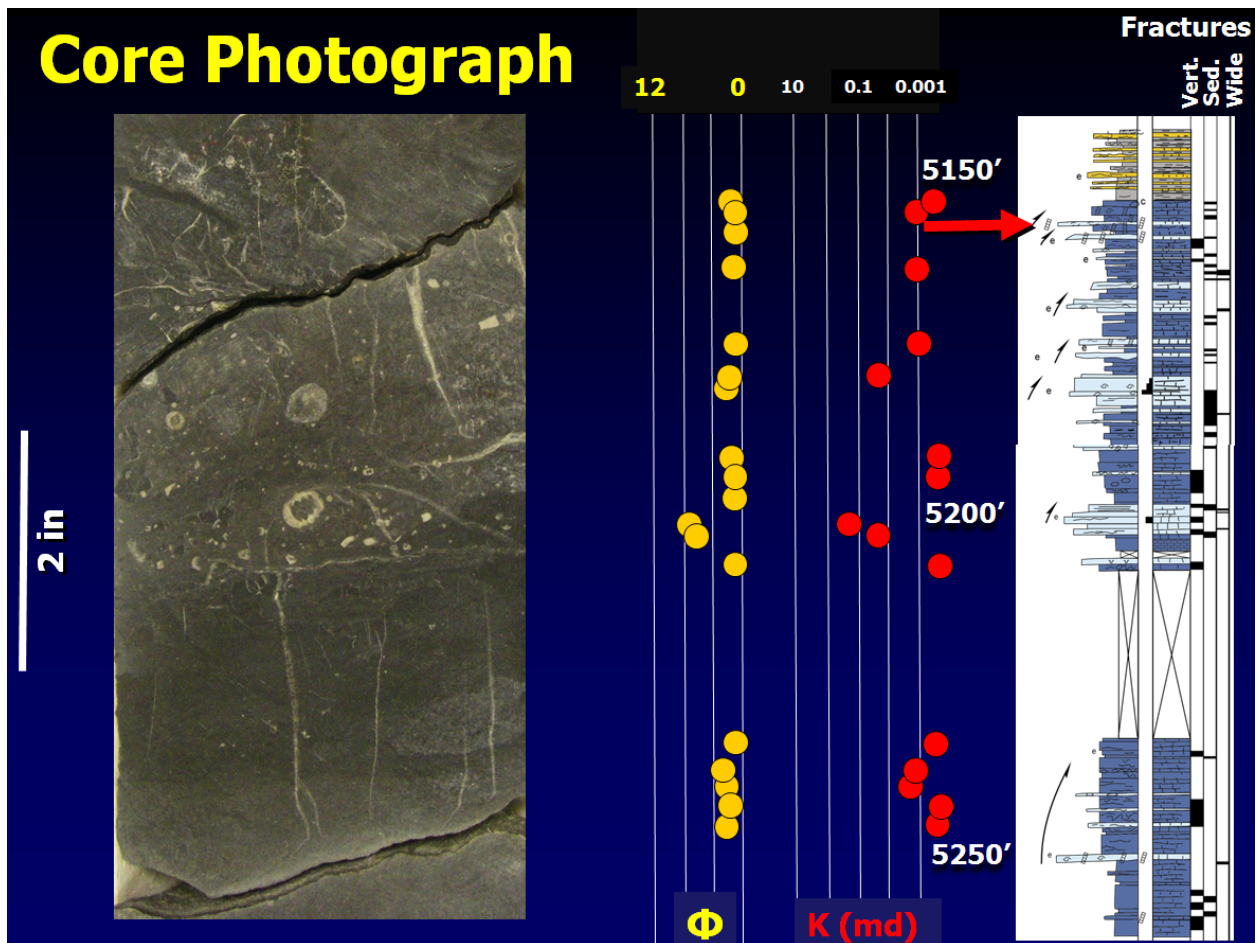 Core Photograph
Fractures
Vert.
Sed.
Wide
12 0 10 0.1 0.001
5150’
5200’
5250’
2 in
Φ
K (md)
e
c
e
e
e
e
e
e
e
e
e